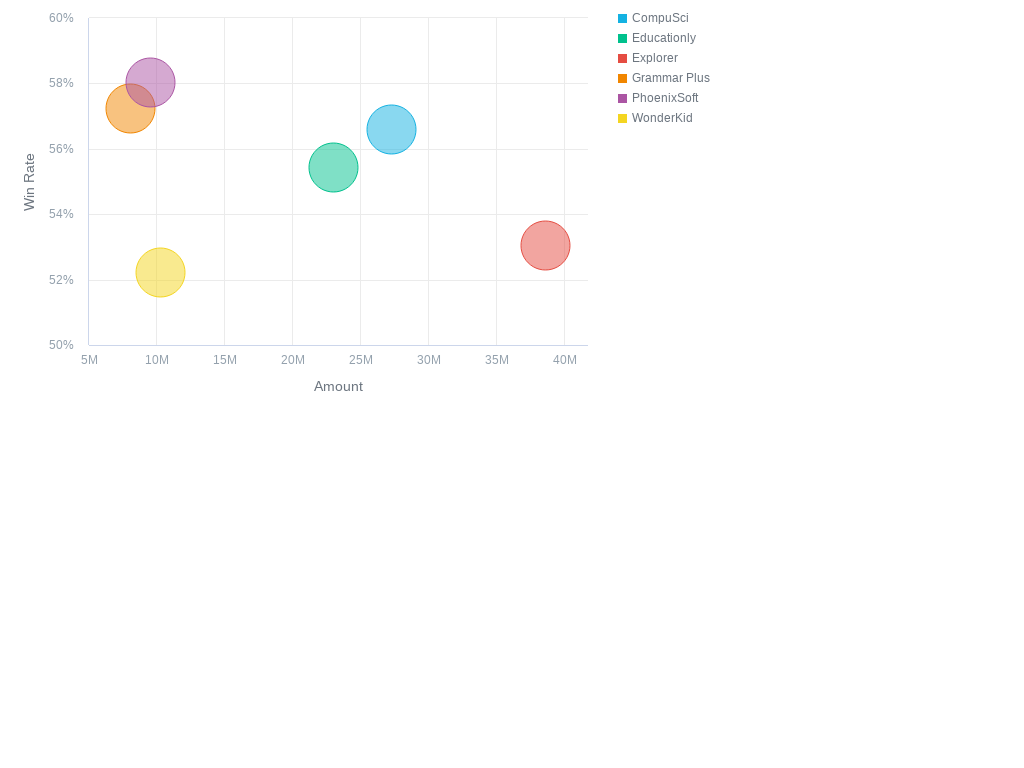 60%
58%
56%
54%
52%
50%
Win Rate
5M 10M 15M 20M 25M 30M 35M 40M
Amount
CompuSci
Educationly
Explorer
Grammar Plus
PhoenixSoft
WonderKid